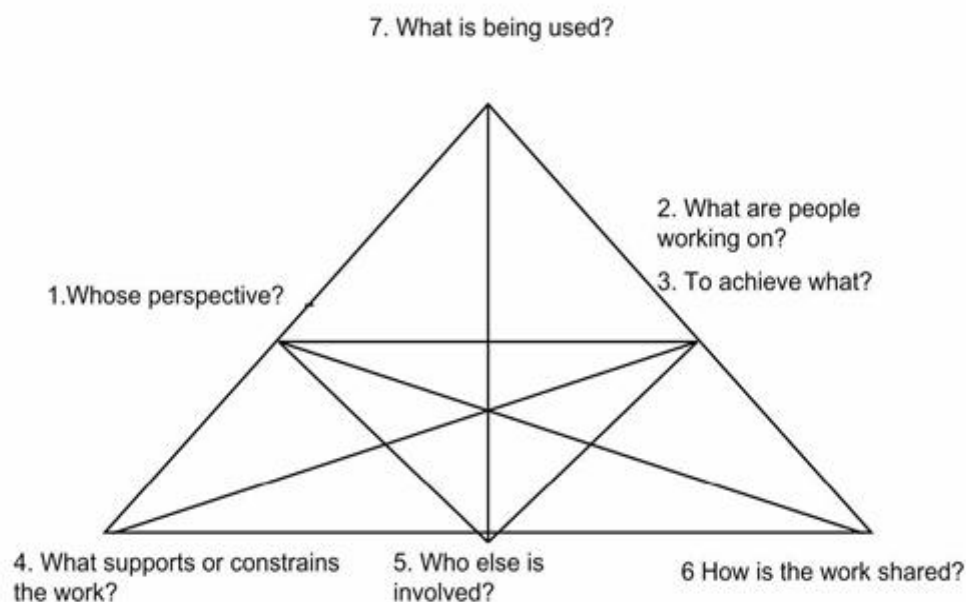 7. What is being used?
2. What are people
working on?
3. To achieve what?
1.Whose perspective?
4. What supports or constrains
the work?
5. Who else is
involved?
6 How is the work shared?